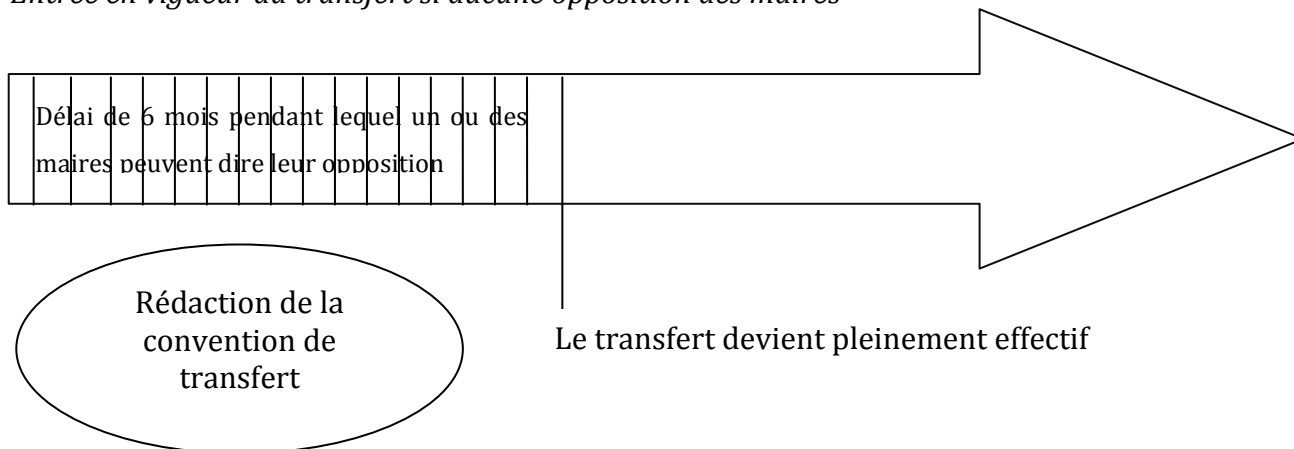 Entrée en vigueur du transfert si aucune opposition des maires
Délai de 6 mois pendant lequel un ou des
maires peuvent dire leur opposition
Rédaction de la
convention de
transfert
Le transfert devient pleinement effectif